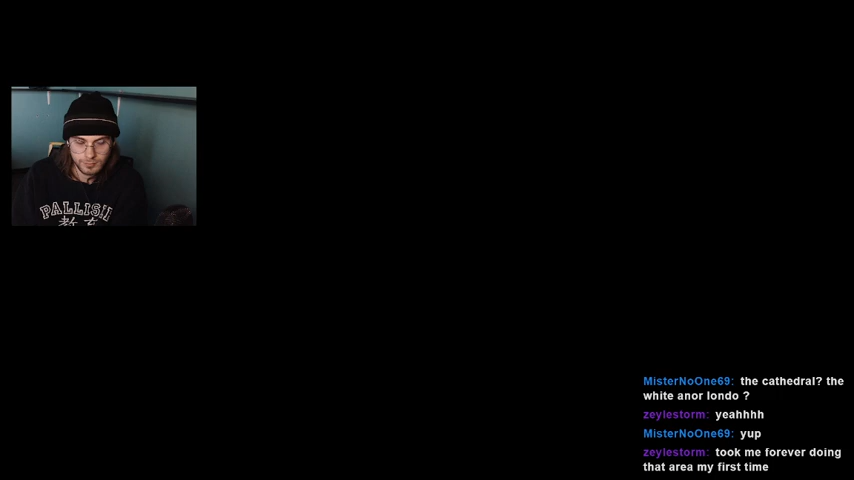 PALLIS
MisterNoOne69: the cathedral? the
white anor londo ?
zeylestorm: yeahhhh
MisterNoOne69: yup
zeylestorm: took me forever doing
that area my first time